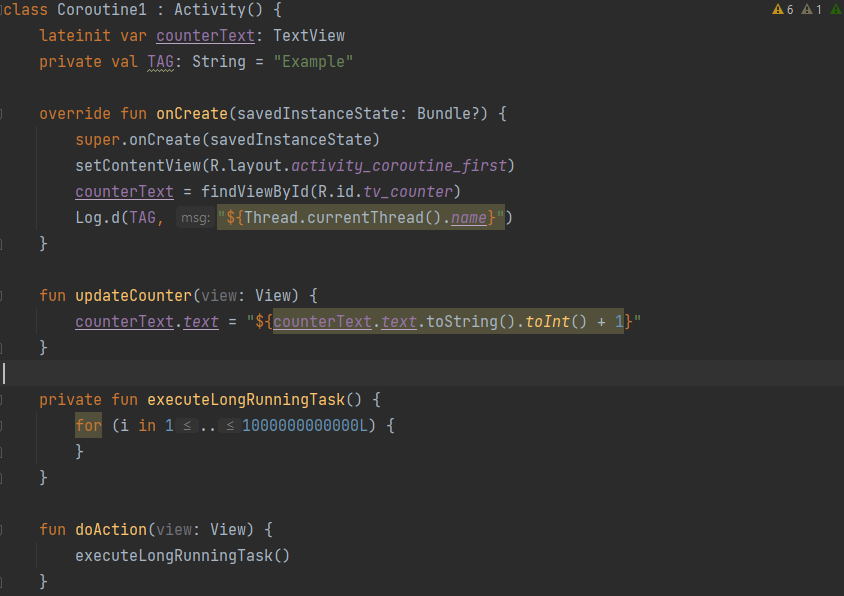 class Coroutine1 : Activity() {
6 1
lateinit var counterText: TextView
private val TAG: String = "Example"
override fun onCreate(savedInstanceState: Bundle?) {
super.onCreate(savedInstanceState)
setContentView(R.layout.activity_coroutine_first)
counterText = findViewById(R.id.tv_counter)
Log.d(TAG, msg: "${Thread.currentThread().name}")
}
fun updateCounter(view: View) {
counterText.text = "${counterText.text.toString().toInt() + 1}"
}
private fun executeLongRunningTask() {
for (i in 1 ≤ .. ≤ 1000000000000L) {
}
}
fun doAction(view: View) {
executeLongRunningTask()
}